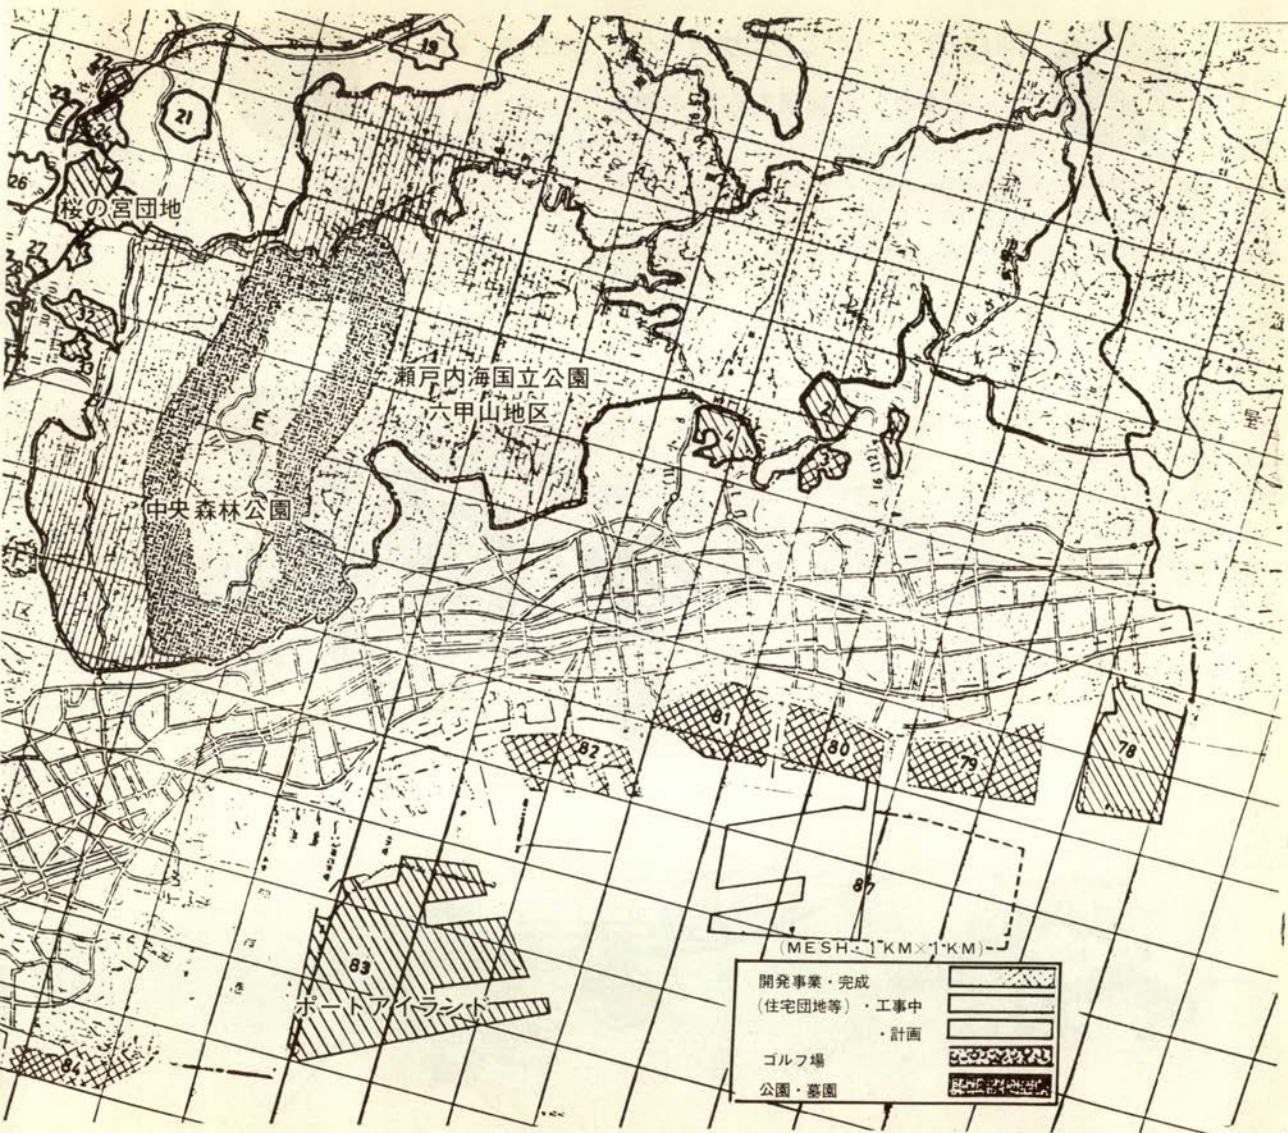 19
22
23
21
24
26
桜の宮団地
27
32
33
瀬戸内海国立公園
六甲山地区
E
中央森林公園
81
82
80
79
78
87
83
ポートアイランド
84
(MESH・1KM×1KM)
開発事業・完成
(住宅団地等)・工事中
・計画
ゴルフ場
公園・墓園